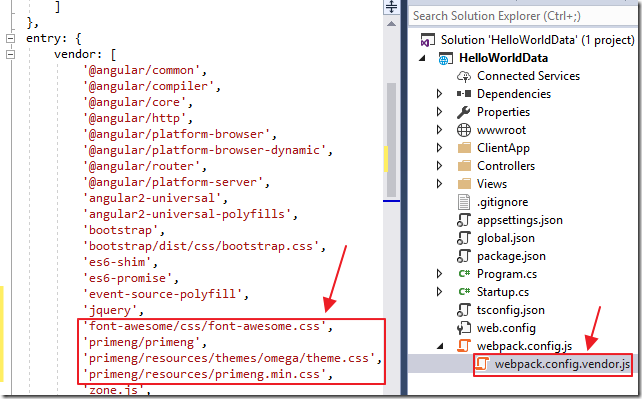 ]
},
entry: {
vendor: [
'@angular/common',
'@angular/compiler',
'@angular/core',
'@angular/http',
'@angular/platform-browser',
'@angular/platform-browser-dynamic',
'@angular/router',
'@angular/platform-server',
'angular2-universal',
'angular2-universal-polyfills',
'bootstrap',
'bootstrap/dist/css/bootstrap.css',
'es6-shim',
'es6-promise',
'event-source-polyfill',
'jquery',
'font-awesome/css/font-awesome.css',
'primeng/primeng',
'primeng/resources/themes/omega/theme.css',
'primeng/resources/primeng.min.css',
'zone.js',
Search Solution Explorer (Ctrl+;)
Solution 'HelloWorldData' (1 project)
HelloWorldData
Connected Services
Dependencies
Properties
wwwroot
ClientApp
Controllers
Views
.gitignore
appsettings.json
global.json
package.json
C# Program.cs
C# Startup.cs
tsconfig.json
web.config
webpack.config.js
webpack.config.vendor.js